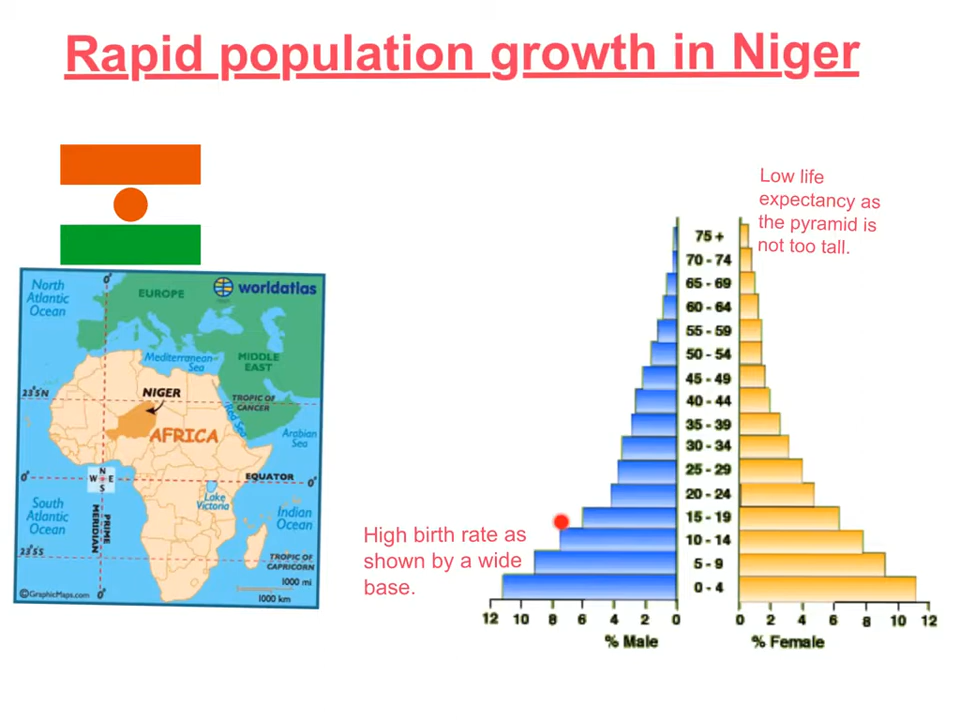 Rapid population growth in Niger
Low life
expectancy as
the pyramid is
not too tall.
North
Atlantic
Ocean
0°
EUROPE
worldatlas
Mediterranean
Sea
MIDDLE
EAST
23°5'N
NIGER
TROPIC OF
CANCER
Red Sea
AFRICA
Arabian
Sea
0°
N
W E
S
EQUATOR
0°
Lake
Victoria
South
Atlantic
Ocean
PRIME
MERIDIAN
Indian
Ocean
23°5'S
TROPIC OF
CAPRICORN
1000 mi
1000 km
©GraphicMaps.com
0°
High birth rate as
shown by a wide
base.
75 +
70 - 74
65 - 69
60 - 64
55 - 59
50 - 54
45 - 49
40 - 44
35 - 39
30 - 34
25 - 29
20 - 24
15 - 19
10 - 14
5 - 9
0 - 4
12 10 8 6 4 2 0
0 2 4 6 8 10 12
% Male
% Female